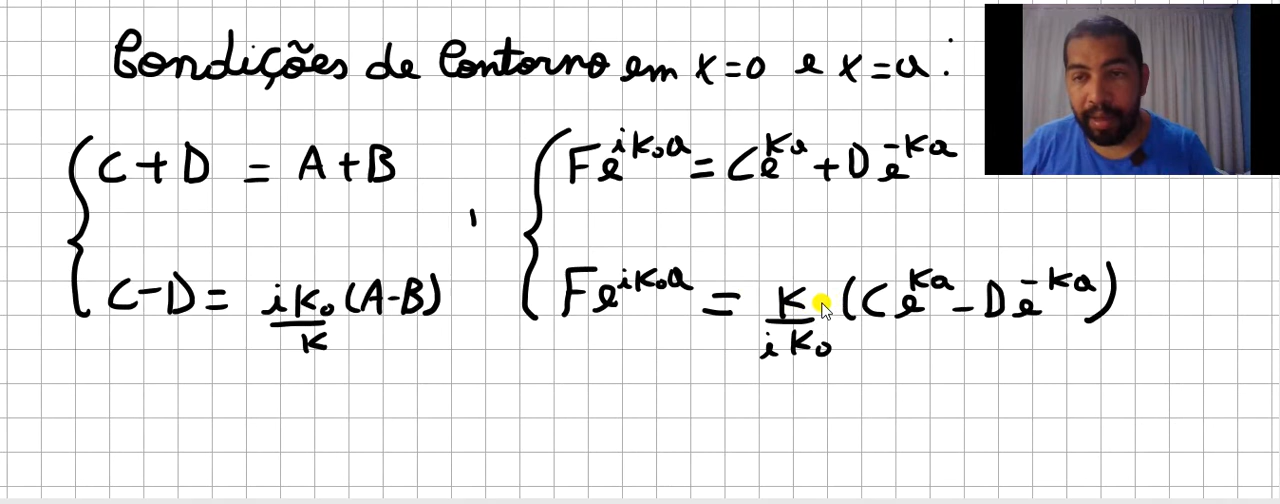 Condições de Contorno em x=0 e x=a:
C+D = A+B , Fe^{ik₀a} = Ce^{Ka} + De^{-Ka}
C-D = ik₀/K (A-B) Fe^{ik₀a} = K/ik₀ (Ce^{Ka} - De^{-Ka})